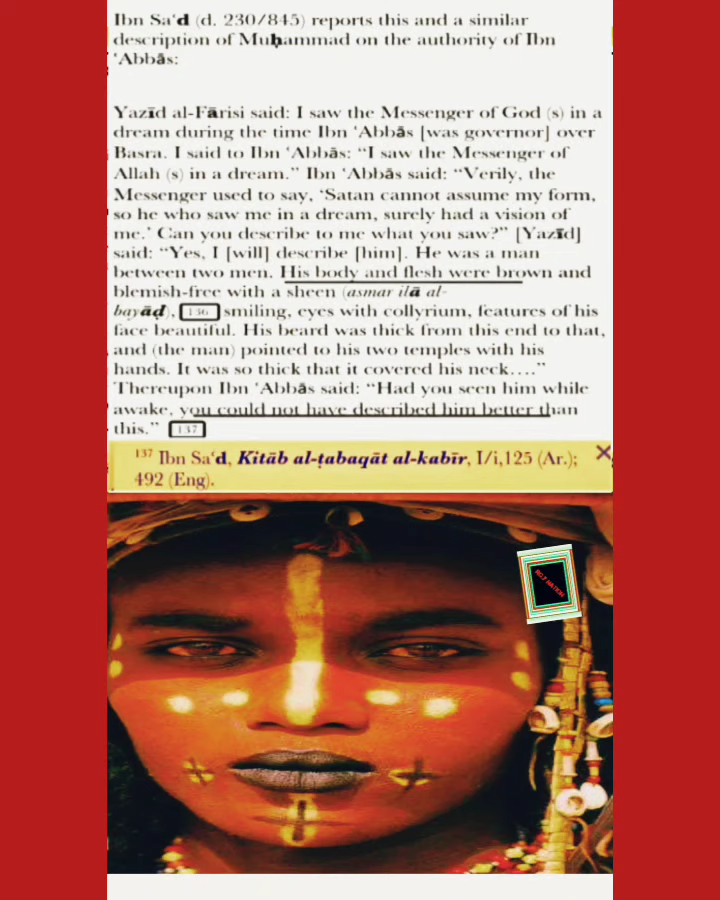 Ibn Saʿd (d. 230/845) reports this and a similar
description of Muḥammad on the authority of Ibn
ʿAbbās:
Yazīd al-Fārisi said: I saw the Messenger of God (s) in a
dream during the time Ibn ʿAbbās [was governor] over
Basra. I said to Ibn ʿAbbās: “I saw the Messenger of
Allah (s) in a dream.” Ibn ʿAbbās said: “Verily, the
Messenger used to say, ‘Satan cannot assume my form,
so he who saw me in a dream, surely had a vision of
me.’ Can you describe to me what you saw?” [Yazīd]
said: “Yes, I [will] describe [him]. He was a man
between two men. His body and flesh were brown and
blemish-free with a sheen (asmar ilā al-
bayāḍ), 136 smiling, eyes with collyrium, features of his
face beautiful. His beard was thick from this end to that,
and (the man) pointed to his two temples with his
hands. It was so thick that it covered his neck….”
Thereupon Ibn ʿAbbās said: “Had you seen him while
awake, you could not have described him better than
this.” 137
137 Ibn Saʿd, Kitāb al-ṭabaqāt al-kabīr, I/i,125 (Ar.);
492 (Eng).